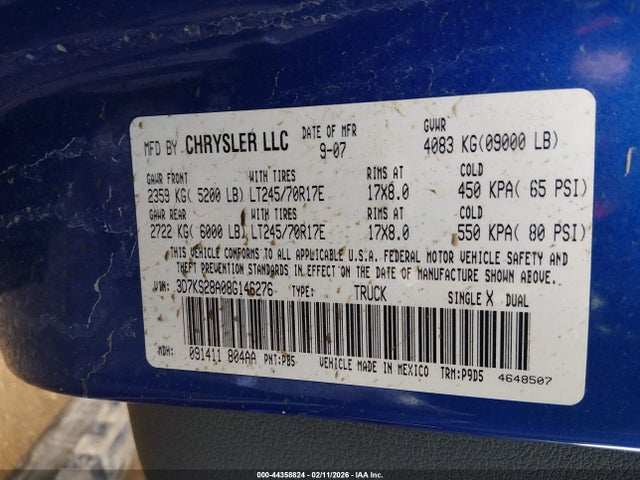 MFD BY CHRYSLER LLC DATE OF MFR 9-07 GVWR 4083 KG(09000 LB)
GAWR FRONT WITH TIRES RIMS AT COLD
2359 KG( 5200 LB) LT245/70R17E 17X8.0 450 KPA( 65 PSI)
GAWR REAR WITH TIRES RIMS AT COLD
2722 KG( 6000 LB) LT245/70R17E 17X8.0 550 KPA( 80 PSI)
THIS VEHICLE CONFORMS TO ALL APPLICABLE U.S.A. FEDERAL MOTOR VEHICLE SAFETY AND
THEFT PREVENTION STANDARDS IN EFFECT ON THE DATE OF MANUFACTURE SHOWN ABOVE.
VIN: 3D7KS28A08G146276 TYPE: TRUCK SINGLE X DUAL
MDH: 091411 804AA PNT:PB5 VEHICLE MADE IN MEXICO TRM:P9D5 4648507
000-44358824 - 02/11/2026 - IAA Inc.